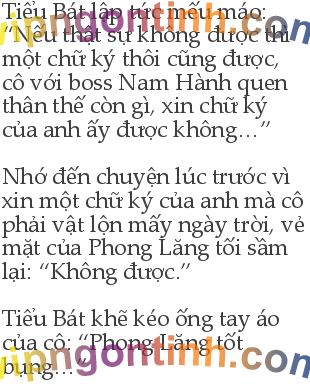 Tiểu Bát lập tức mếu máo:
“Nếu thật sự không được thì
một chữ ký thôi cũng được,
cô với boss Nam Hành quen
thân thế còn gì, xin chữ ký
của anh ấy được không…”
Nhớ đến chuyện lúc trước vì
xin một chữ ký của anh mà cô
phải vật lộn mấy ngày trời, vẻ
mặt của Phong Lăng tối sầm
lại: “Không được.”
Tiểu Bát khẽ kéo ống tay áo
của cô: “Phong Lăng tốt
bụng…”
vipngontinh.com
vipngontinh.com